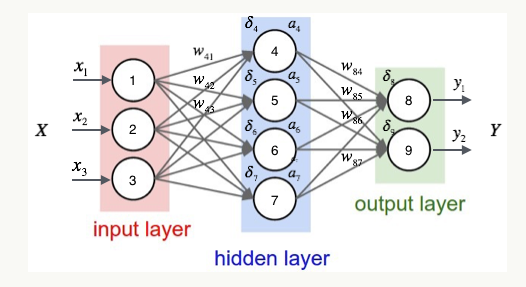 X
x₁
x₂
x₃
1
2
3
input layer
w₄₁
w₄₂
w₄₃
δ₄ 4 a₄
δ₅ 5 a₅
δ₆ 6 a₆
δ₇ 7 a₇
hidden layer
w₈₄
w₈₅
w₈₆
w₈₇
δ₈ 8
δ₉ 9
output layer
y₁
y₂
Y